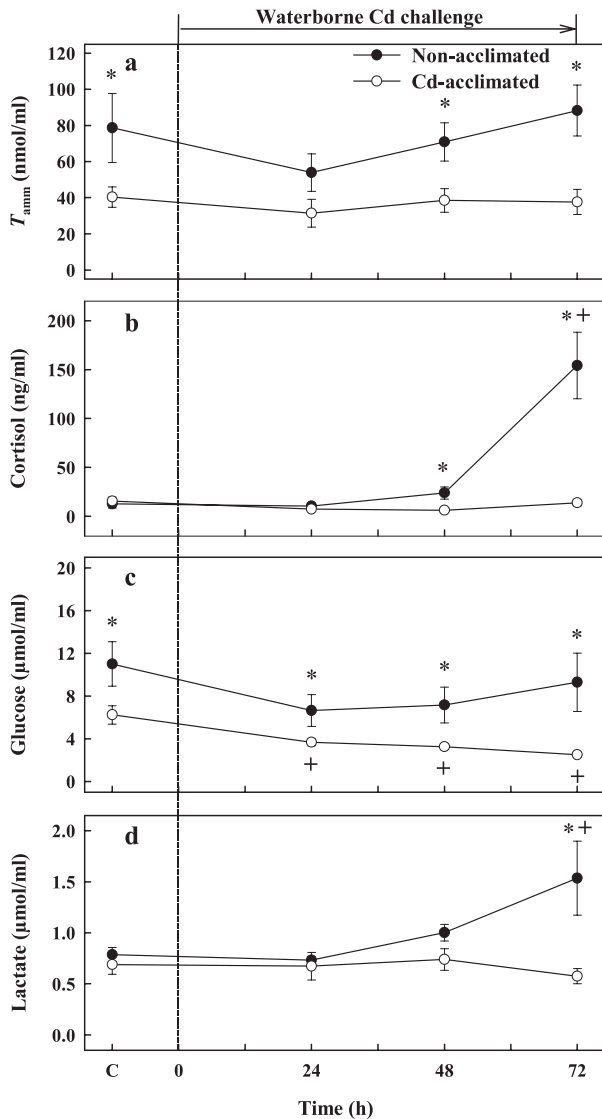 Waterborne Cd challenge
a
Non-acclimated
Cd-acclimated
* * *
120
100
80
60
40
20
0
Tamm (nmol/ml)
b
* *+
200
150
100
50
0
Cortisol (ng/ml)
c
* * * *
20
16
12
8
4
0
Glucose (μmol/ml)
+ + +
d
*+
2.0
1.5
1.0
0.5
0.0
Lactate (μmol/ml)
C 0 24 48 72
Time (h)